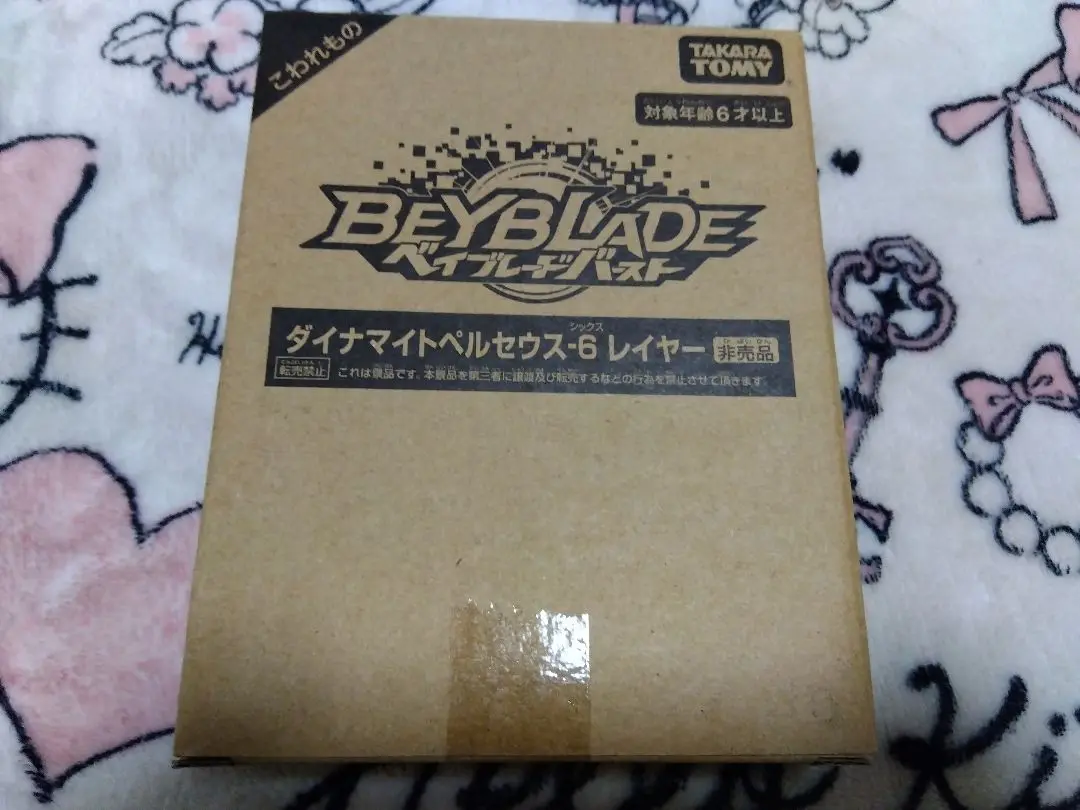 こわれもの
TAKARA
TOMY
対象年齢6才以上
BEYBLADE
ベイブレードバースト
シックス
ダイナマイトペルセウス-6 レイヤー 非売品
転売禁止 これは景品です。本景品を第三者に譲渡及び転売するなどの行為を禁止させて頂きます。
Ki